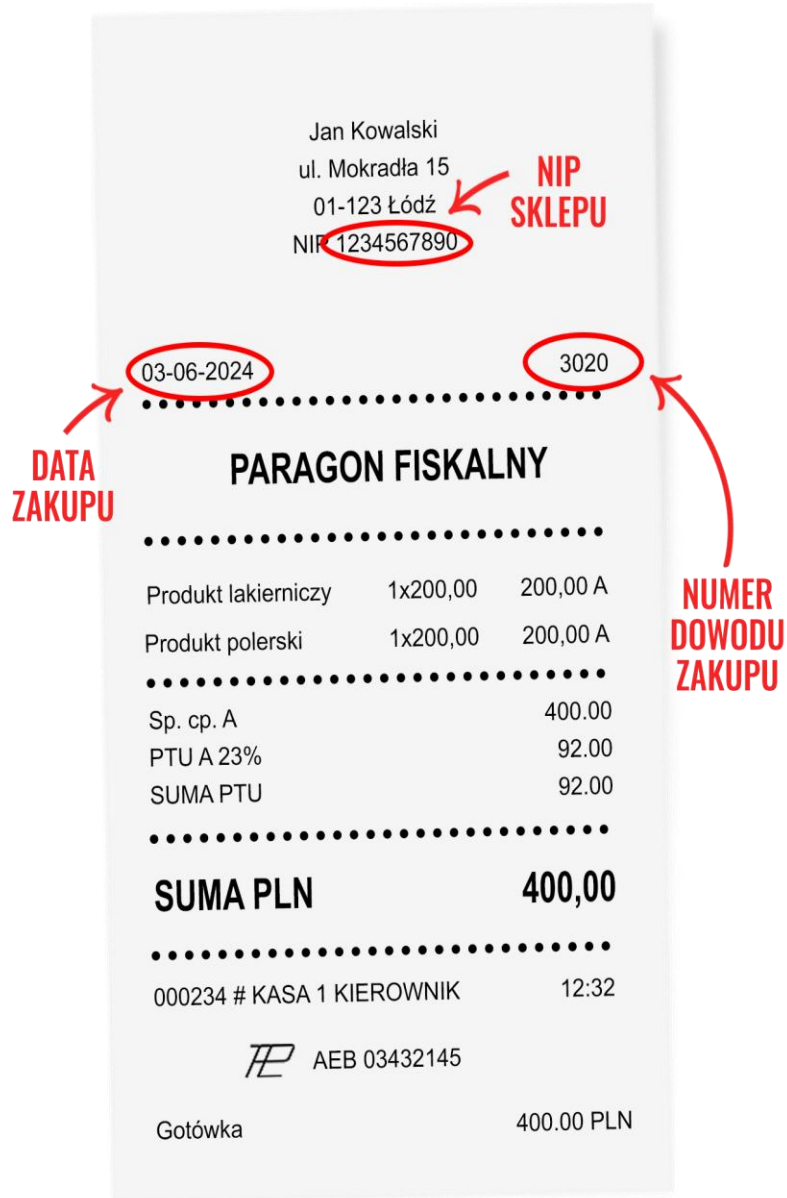 Jan Kowalski
ul. Mokradła 15
01-123 Łódź
NIP 1234567890
NIP
SKLEPU
03-06-2024 3020
DATA
ZAKUPU
PARAGON FISKALNY
Produkt lakierniczy 1x200,00 200,00 A
Produkt polerski 1x200,00 200,00 A
NUMER
DOWODU
ZAKUPU
Sp. cp. A 400.00
PTU A 23% 92.00
SUMA PTU 92.00
SUMA PLN 400,00
000234 # KASA 1 KIEROWNIK 12:32
AEB 03432145
Gotówka 400.00 PLN